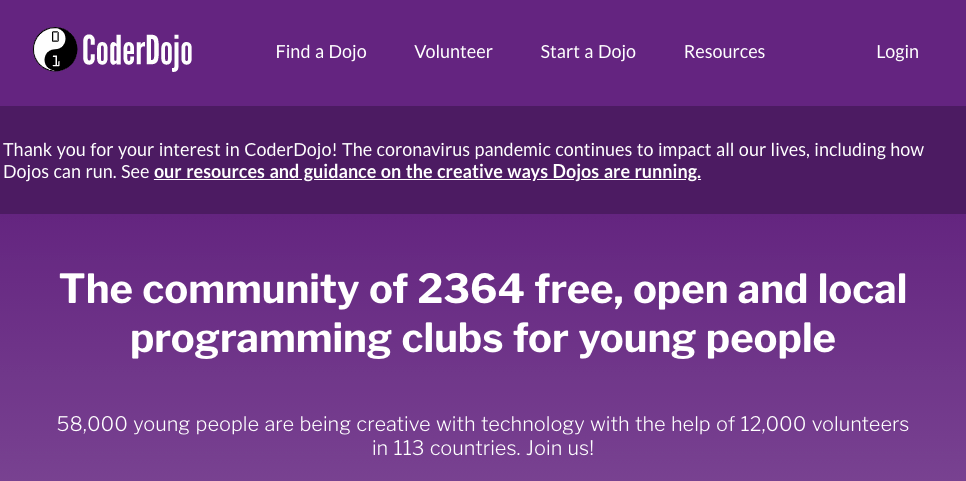 CoderDojo
Find a Dojo
Volunteer
Start a Dojo
Resources
Login
Thank you for your interest in CoderDojo! The coronavirus pandemic continues to impact all our lives, including how
Dojos can run. See our resources and guidance on the creative ways Dojos are running.
The community of 2364 free, open and local
programming clubs for young people
58,000 young people are being creative with technology with the help of 12,000 volunteers
in 113 countries. Join us!